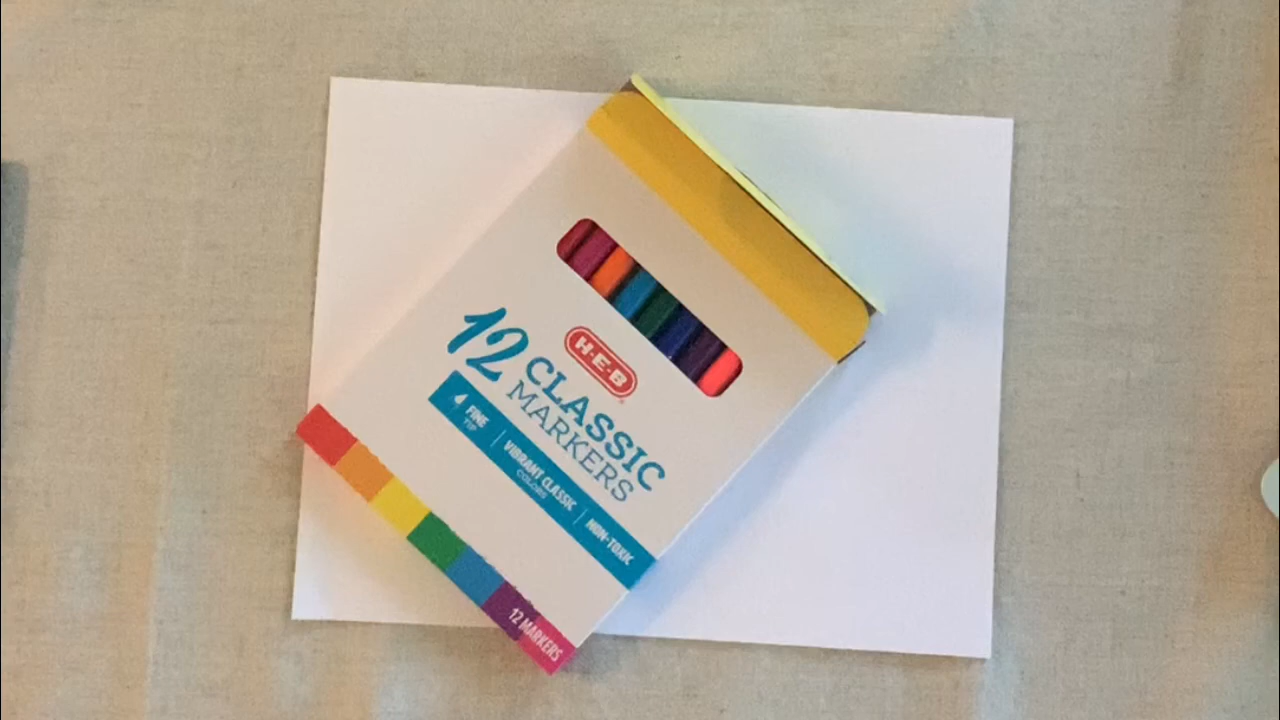 H-E-B
12 CLASSIC
MARKERS
FINE
TIP
VIBRANT CLASSIC
COLORS
NON-TOXIC
12 MARKERS